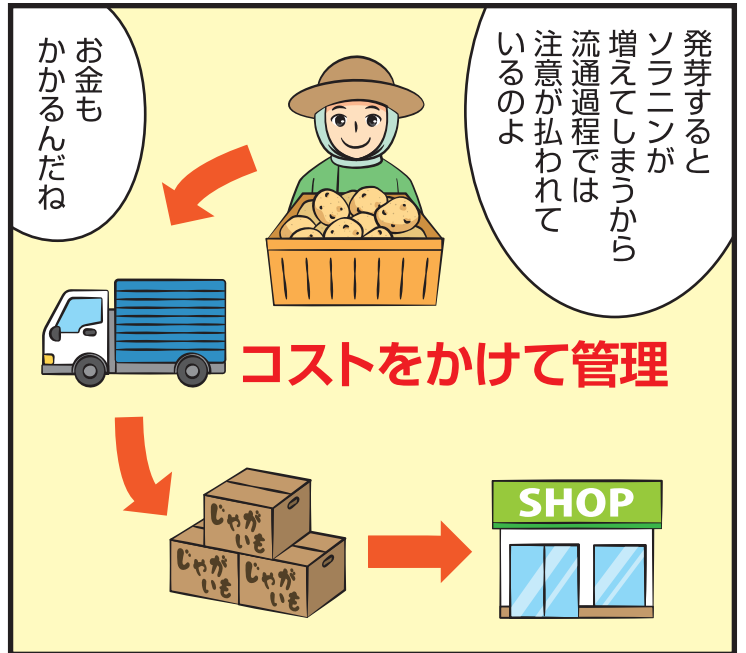 発芽すると
ソラニンが
増えてしまうから
流通過程では
注意が払われて
いるのよ
お金も
かかるんだね
コストをかけて管理
じゃが
いも
じゃが
いも
じゃが
いも
SHOP